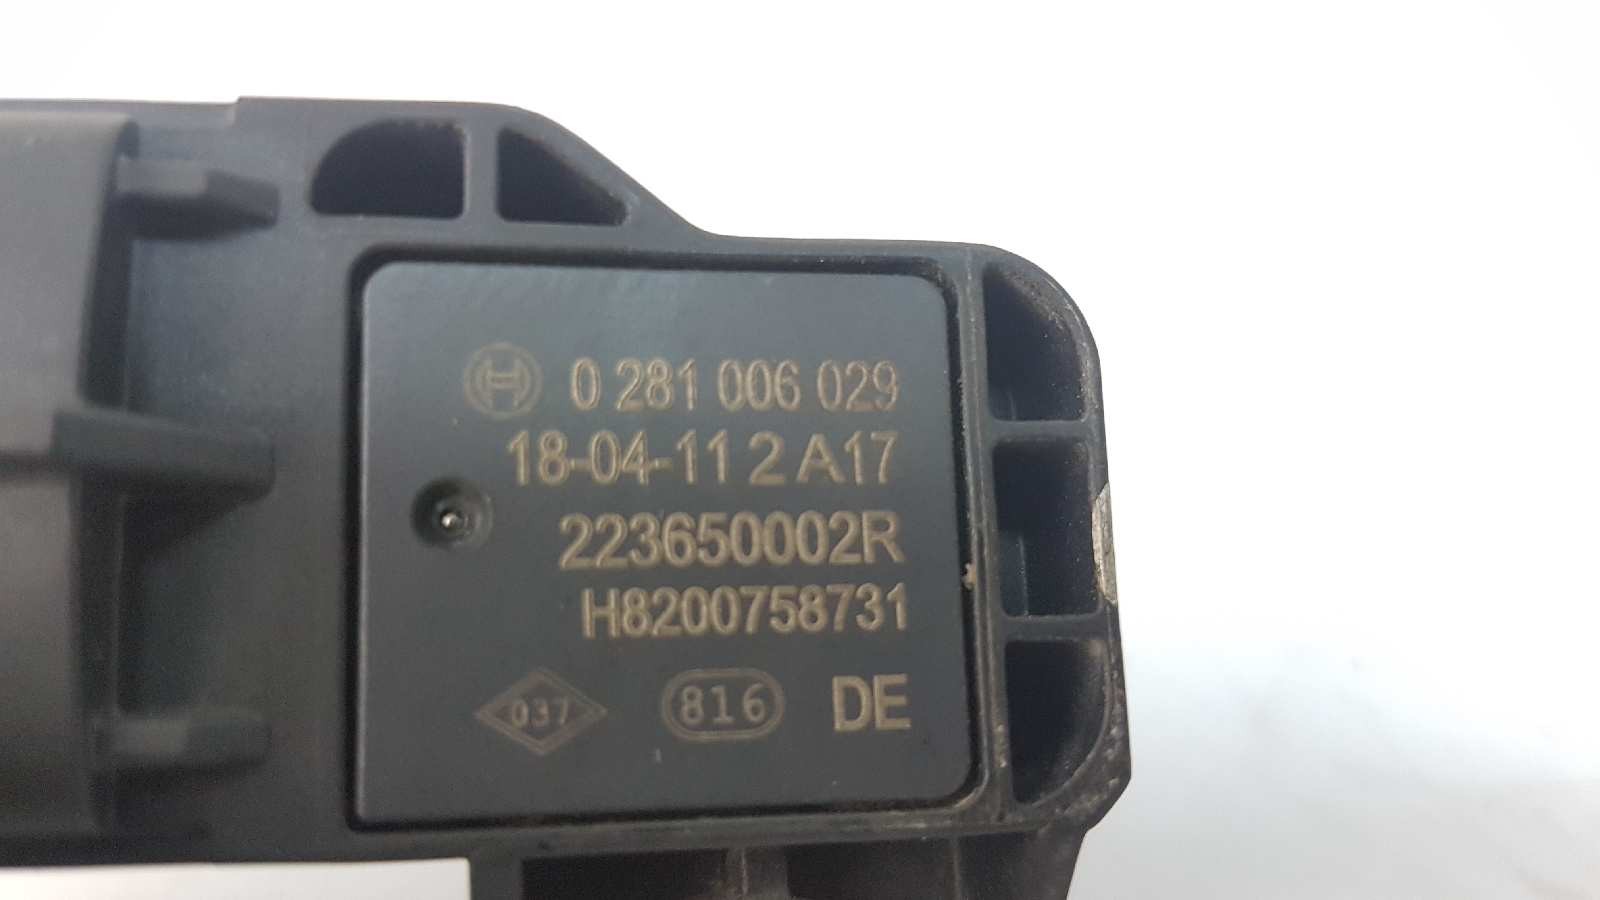 0 281 006 029
18-04-11 2 A17
223650002R
H8200758731
037 816 DE